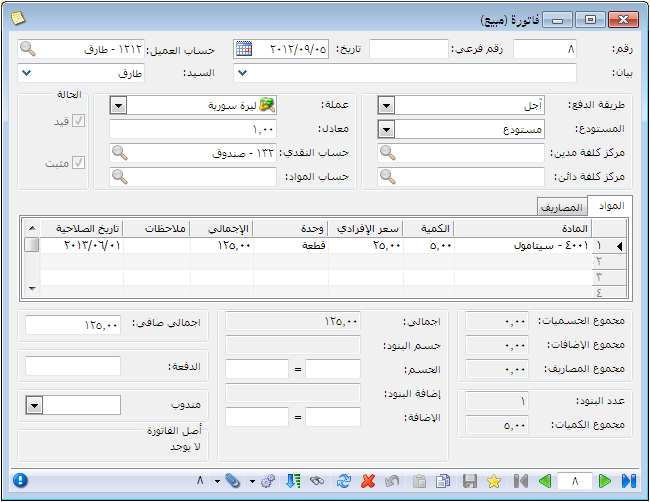 فاتورة (مبيع)
رقم: ٨ رقم فرعي: تاريخ: ٢٠١٢/٠٩/٠٥ حساب العميل: ١٢١٢ - طارق
بيان: السيد: طارق
طريقة الدفع: آجل
المستودع: مستودع
مركز كلفة مدين:
مركز كلفة دائن:
عملة: ليرة سورية
معادل: ١,٠٠
حساب النقدي: ١٣٢ - صندوق
حساب المواد:
الحالة
قيد
مثبت
المواد المصاريف
المادة الكمية سعر الإفرادي وحدة الإجمالي ملاحظات تاريخ الصلاحية
١ ٤٠٠١ - سيتامول ٥,٠٠ ٢٥,٠٠ قطعة ١٢٥,٠٠ ٢٠١٣/٠٦/٠١
٢
٣
٤
مجموع الحسميات: ٠,٠٠
مجموع الإضافات: ٠,٠٠
مجموع المصاريف: ٠,٠٠
عدد البنود: ١
مجموع الكميات: ٥,٠٠
اجمالي: ١٢٥,٠٠
حسم البنود:
الحسم: =
إضافة البنود:
الإضافة: =
اجمالي صافي: ١٢٥,٠٠
الدفعة:
مندوب
أصل الفاتورة
لا يوجد
٨ ٨